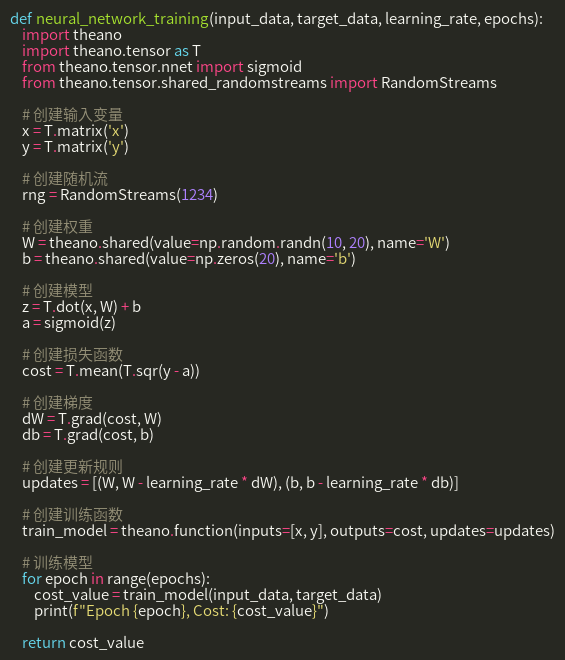 def neural_network_training(input_data, target_data, learning_rate, epochs):
import theano
import theano.tensor as T
from theano.tensor.nnet import sigmoid
from theano.tensor.shared_randomstreams import RandomStreams
# 创建输入变量
x = T.matrix('x')
y = T.matrix('y')
# 创建随机流
rng = RandomStreams(1234)
# 创建权重
W = theano.shared(value=np.random.randn(10, 20), name='W')
b = theano.shared(value=np.zeros(20), name='b')
# 创建模型
z = T.dot(x, W) + b
a = sigmoid(z)
# 创建损失函数
cost = T.mean(T.sqr(y - a))
# 创建梯度
dW = T.grad(cost, W)
db = T.grad(cost, b)
# 创建更新规则
updates = [(W, W - learning_rate * dW), (b, b - learning_rate * db)]
# 创建训练函数
train_model = theano.function(inputs=[x, y], outputs=cost, updates=updates)
# 训练模型
for epoch in range(epochs):
cost_value = train_model(input_data, target_data)
print(f"Epoch {epoch}, Cost: {cost_value}")
return cost_value